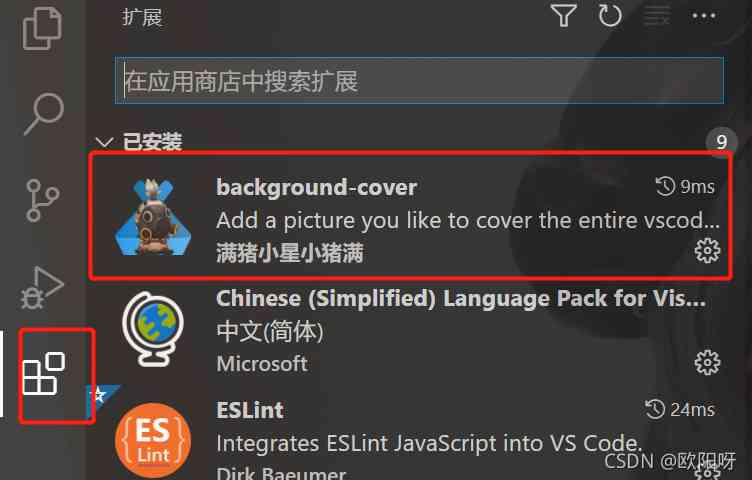 扩展
在应用商店中搜索扩展
已安装
9
background-cover
9ms
Add a picture you like to cover the entire vscod...
满猪小星小猪满
Chinese (Simplified) Language Pack for Vis...
中文(简体)
Microsoft
ESLint
24ms
ES
Lint
Integrates ESLint JavaScript into VS Code.
Dirk Baeumer
CSDN @欧阳呀